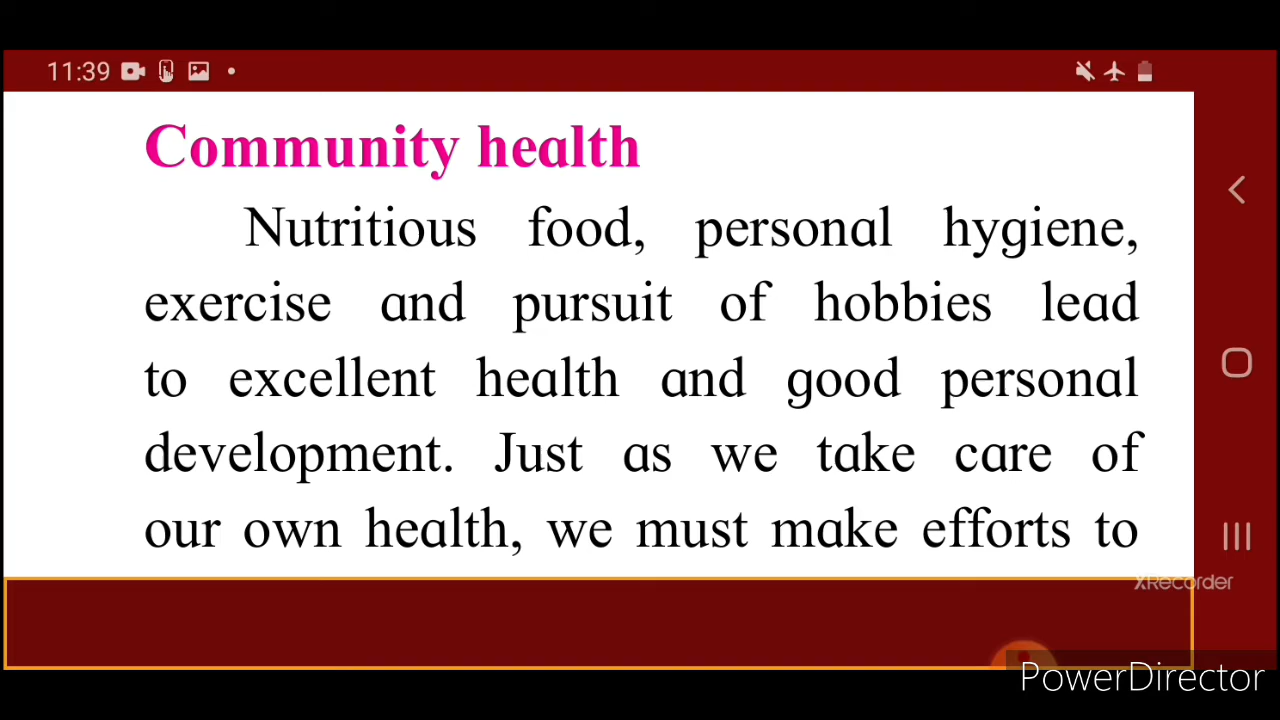 11:39
Community health
Nutritious food, personal hygiene,
exercise and pursuit of hobbies lead
to excellent health and good personal
development. Just as we take care of
our own health, we must make efforts to
XRecorder
PowerDirector